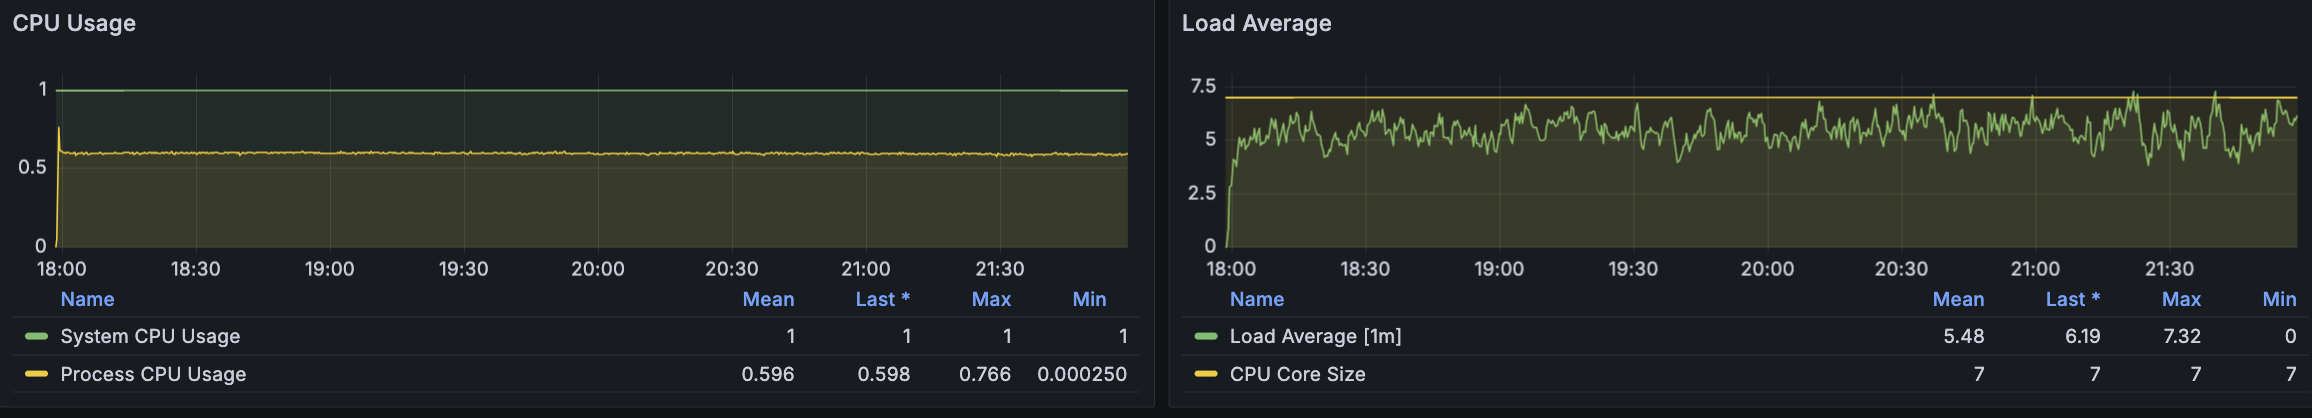 CPU Usage
1
0.5
0
18:00 18:30 19:00 19:30 20:00 20:30 21:00 21:30
Name Mean Last * Max Min
System CPU Usage 1 1 1 1
Process CPU Usage 0.596 0.598 0.766 0.000250
Load Average
7.5
5
2.5
0
18:00 18:30 19:00 19:30 20:00 20:30 21:00 21:30
Name Mean Last * Max Min
Load Average [1m] 5.48 6.19 7.32 0
CPU Core Size 7 7 7 7